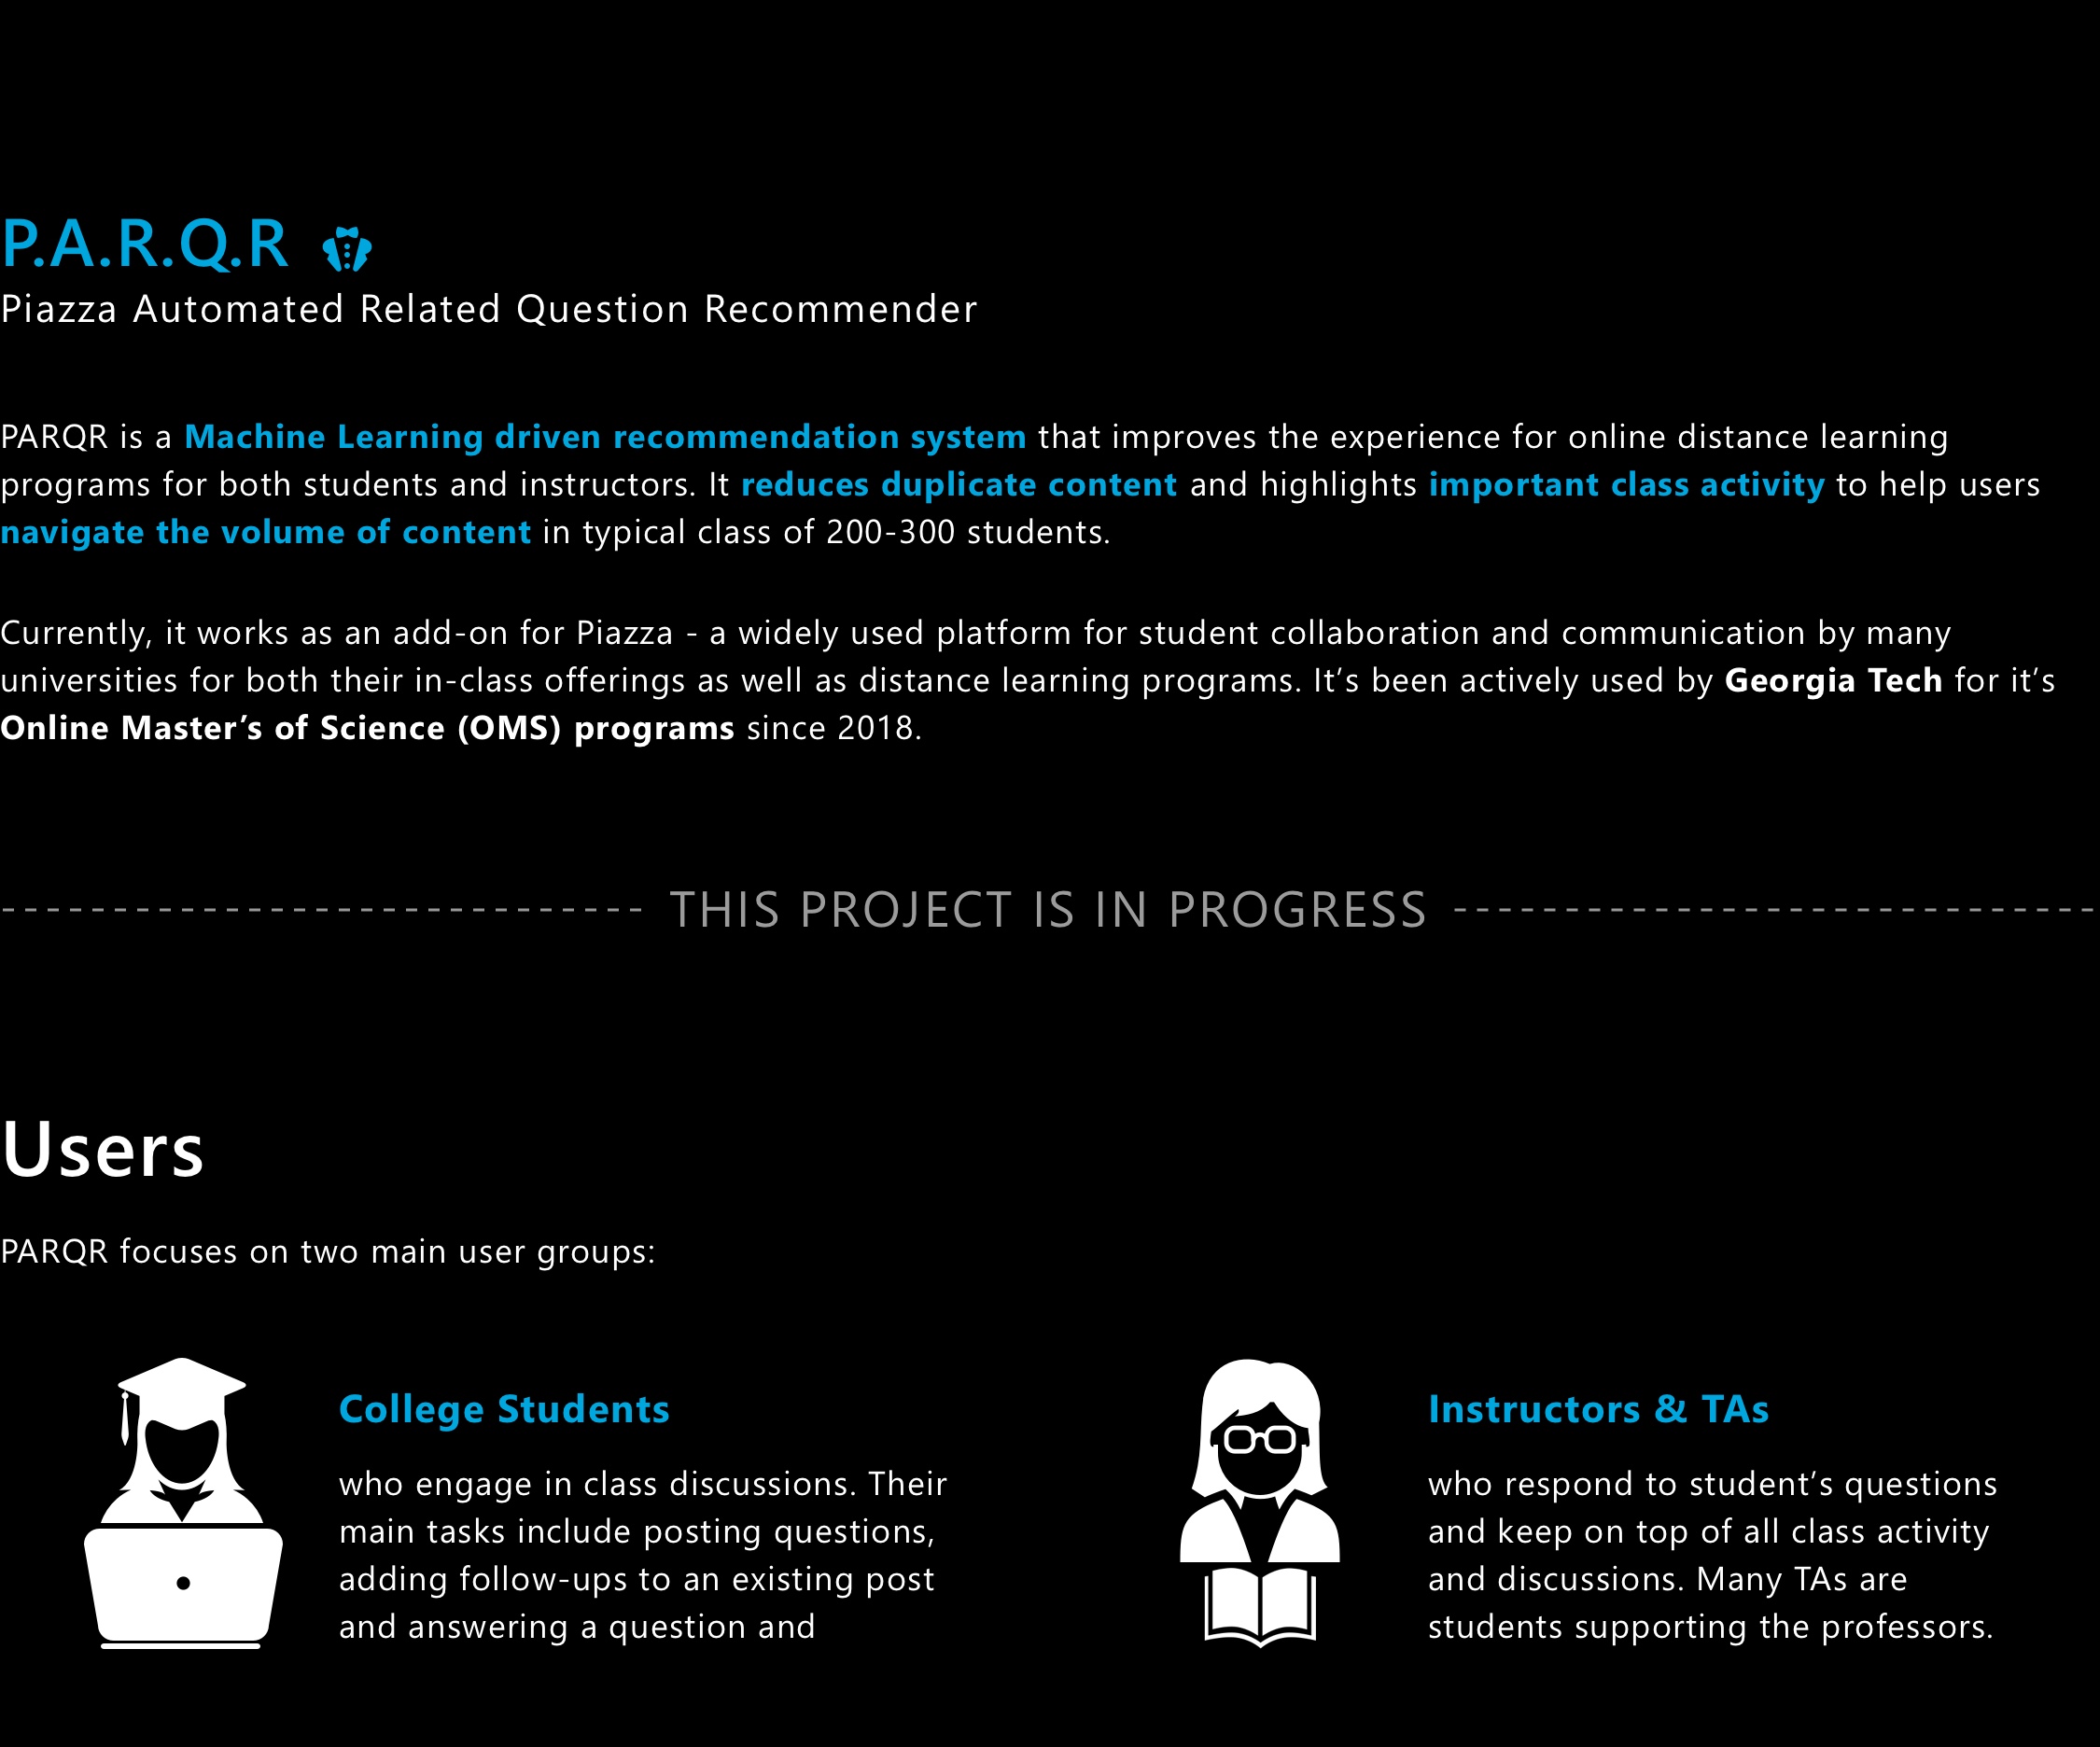 P.A.R.Q.R
Piazza Automated Related Question Recommender
PARQR is a Machine Learning driven recommendation system that improves the experience for online distance learning
programs for both students and instructors. It reduces duplicate content and highlights important class activity to help users
navigate the volume of content in typical class of 200-300 students.
Currently, it works as an add-on for Piazza - a widely used platform for student collaboration and communication by many
universities for both their in-class offerings as well as distance learning programs. It’s been actively used by Georgia Tech for it’s
Online Master’s of Science (OMS) programs since 2018.
THIS PROJECT IS IN PROGRESS
Users
PARQR focuses on two main user groups:
College Students
who engage in class discussions. Their
main tasks include posting questions,
adding follow-ups to an existing post
and answering a question and
Instructors & TAs
who respond to student’s questions
and keep on top of all class activity
and discussions. Many TAs are
students supporting the professors.